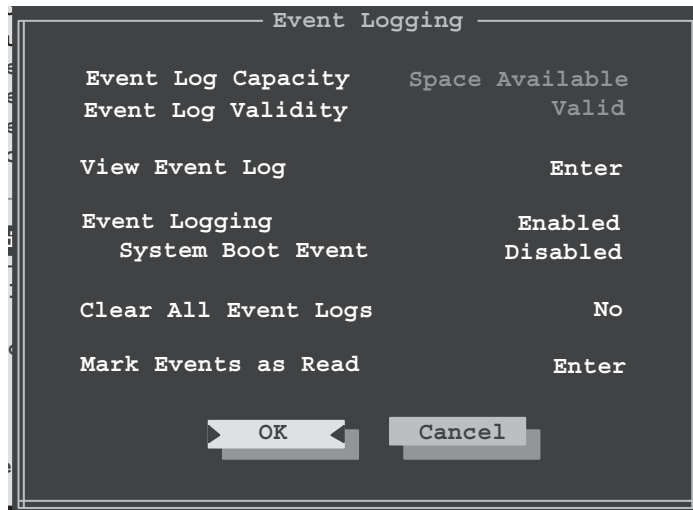 Event Logging
Event Log Capacity Space Available
Event Log Validity Valid
View Event Log Enter
Event Logging Enabled
System Boot Event Disabled
Clear All Event Logs No
Mark Events as Read Enter
OK Cancel